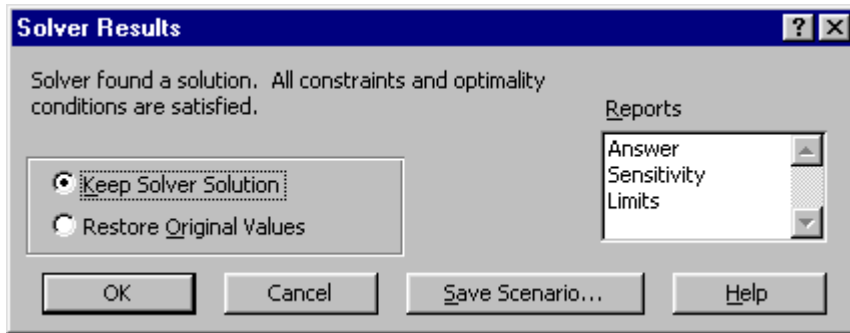 Solver Results
Solver found a solution. All constraints and optimality
conditions are satisfied.
Reports
Answer
Sensitivity
Limits
Keep Solver Solution
Restore Original Values
OK
Cancel
Save Scenario...
Help